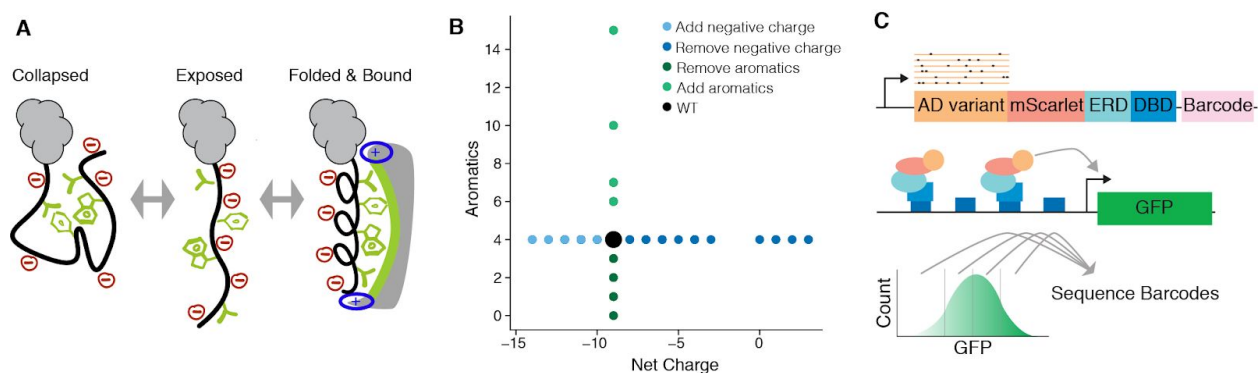 A
Collapsed
Exposed
Folded & Bound
+
+
B
Aromatics
14
12
10
8
6
4
2
0
−15
−10
−5
0
Net Charge
Add negative charge
Remove negative charge
Remove aromatics
Add aromatics
WT
C
AD variant mScarlet ERD DBD Barcode
GFP
Count
GFP
Sequence Barcodes